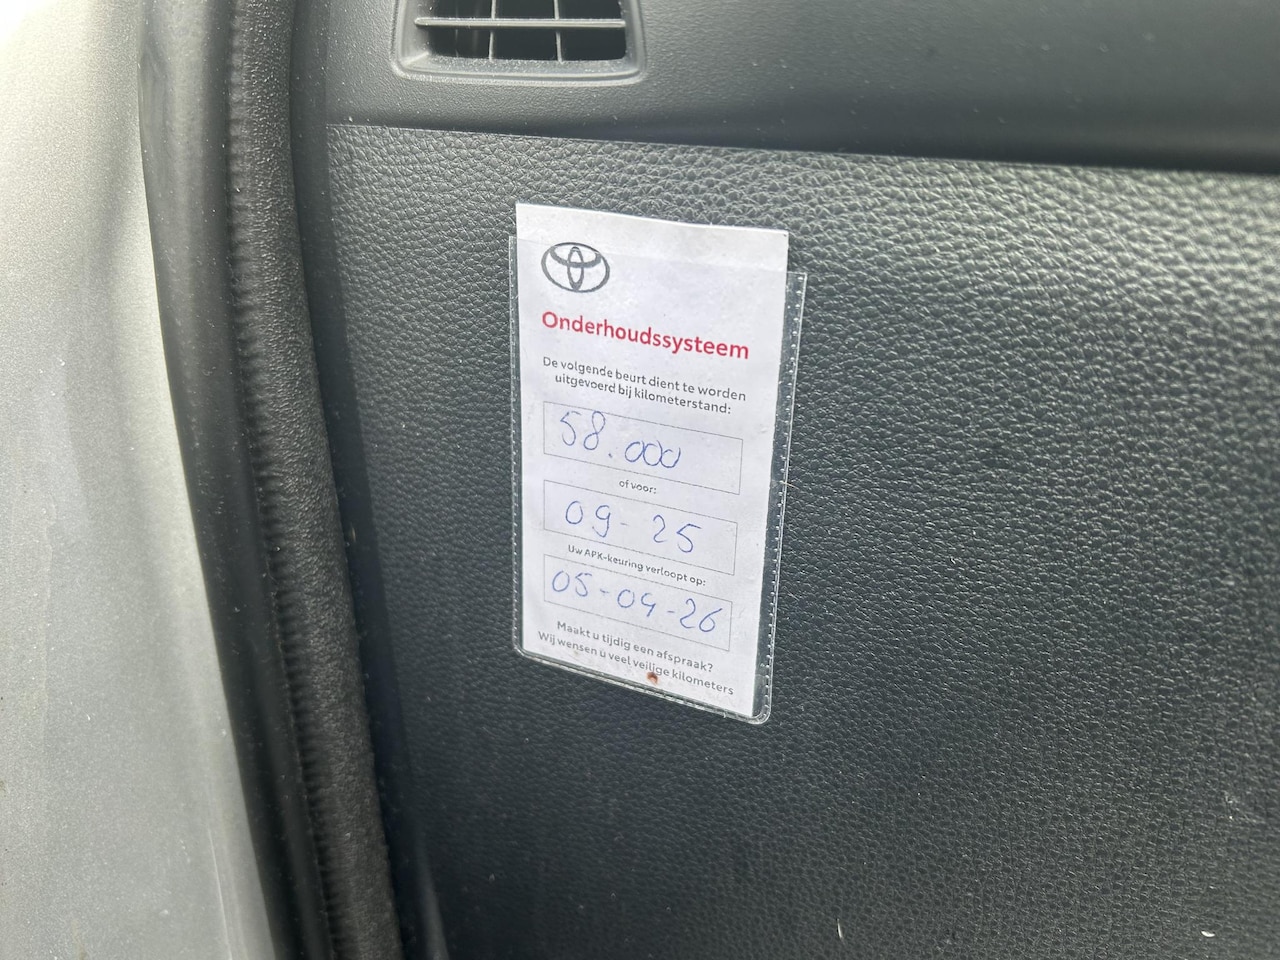 Onderhoudssysteem
De volgende beurt dient te worden
uitgevoerd bij kilometerstand:
58.000
of voor:
09-25
Uw APK-keuring verloopt op:
05-04-26
Maakt u tijdig een afspraak?
Wij wensen u veel veilige kilometers